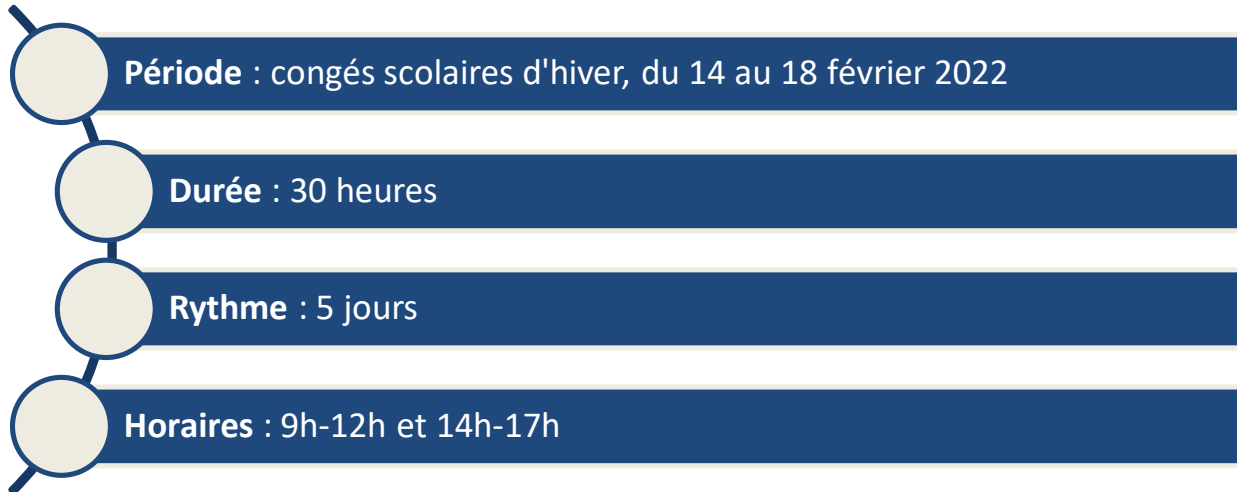 Période : congés scolaires d'hiver, du 14 au 18 février 2022
Durée : 30 heures
Rythme : 5 jours
Horaires : 9h-12h et 14h-17h